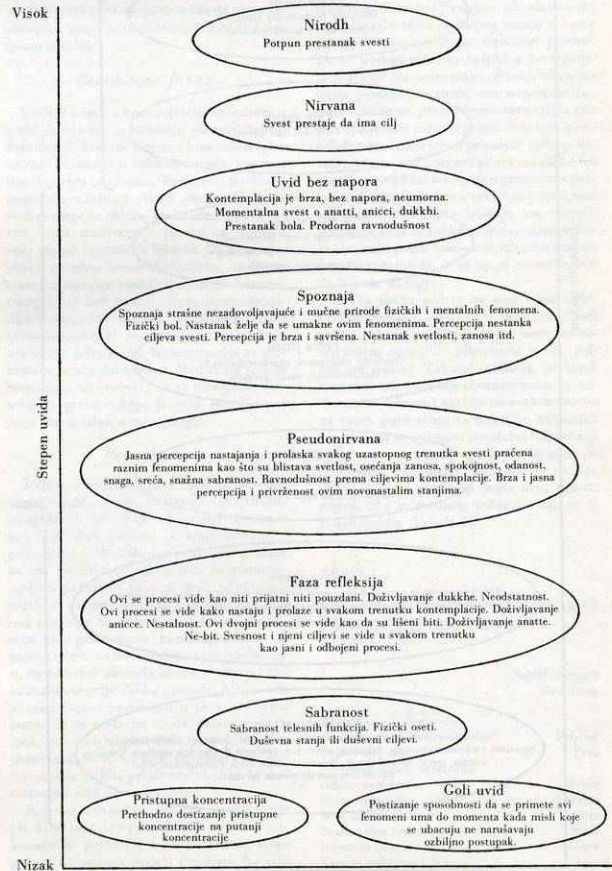 Visok
Nirodh
Potpun prestanak svesti
Nirvana
Svest prestaje da ima cilj
Uvid bez napora
Kontemplacija je brza, bez napora, neumorna.
Momentalna svest o anatti, anicci, dukkhi.
Prestanak bola. Prodorna ravnodušnost
Spoznaja
Spoznaja strašne nezadovoljavajuće i mučne prirode fizičkih i mentalnih fenomena.
Fizički bol. Nastanak želje da se umakne ovim fenomenima. Percepcija nestanka
ciljeva svesti. Percepcija je brza i savršena. Nestanak svetlosti, zanosa itd.
Stepen uvida
Pseudonirvana
Jasna percepcija nastajanja i prolaska svakog uzastopnog trenutka svesti praćena
raznim fenomenima kao što su blistava svetlost, osećanja zanosa, spokojnost, odanost,
snaga, sreća, snažna sabranost. Ravnodušnost prema ciljevima kontemplacije. Brza i jasna
percepcija i privrženost ovim novonastalim stanjima.
Faza refleksija
Ovi se procesi vide kao niti prijatni niti pouzdani. Doživljavanje dukkhe. Neodstatnost.
Ovi procesi se vide kako nastaju i prolaze u svakom trenutku kontemplacije. Doživljavanje
anicce. Nestalnost. Ovi dvojni procesi se vide kao da su lišeni biti. Doživljavanje anatte.
Ne-bit. Svesnost i njeni ciljevi se vide u svakom trenutku
kao jasni i odbojeni procesi.
Sabranost
Sabranost telesnih funkcija. Fizički oseti.
Duševna stanja ili duševni ciljevi.
Pristupna koncentracija
Prethodno dostizanje pristupne
koncentracije na putanji
koncentracije
Goli uvid
Postizanje sposobnosti da se primete svi
fenomeni uma do momenta kada misli koje
se ubacuju ne narušavaju
ozbiljno postupak.
Nizak